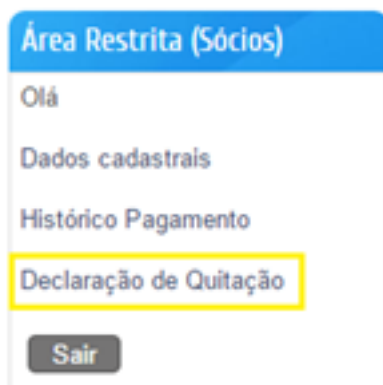 Área Restrita (Sócios)
Olá
Dados cadastrais
Histórico Pagamento
Declaração de Quitação
Sair